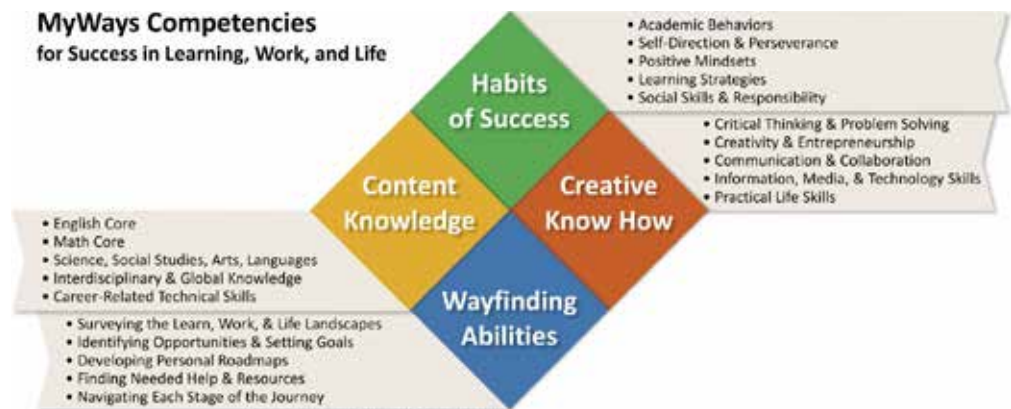 MyWays Competencies
for Success in Learning, Work, and Life
• Academic Behaviors
• Self-Direction & Perseverance
• Positive Mindsets
• Learning Strategies
• Social Skills & Responsibility
Habits
of Success
• Critical Thinking & Problem Solving
• Creativity & Entrepreneurship
• Communication & Collaboration
• Information, Media, & Technology Skills
• Practical Life Skills
Content
Knowledge
Creative
Know How
• English Core
• Math Core
• Science, Social Studies, Arts, Languages
• Interdisciplinary & Global Knowledge
• Career-Related Technical Skills
Wayfinding
Abilities
• Surveying the Learn, Work, & Life Landscapes
• Identifying Opportunities & Setting Goals
• Developing Personal Roadmaps
• Finding Needed Help & Resources
• Navigating Each Stage of the Journey